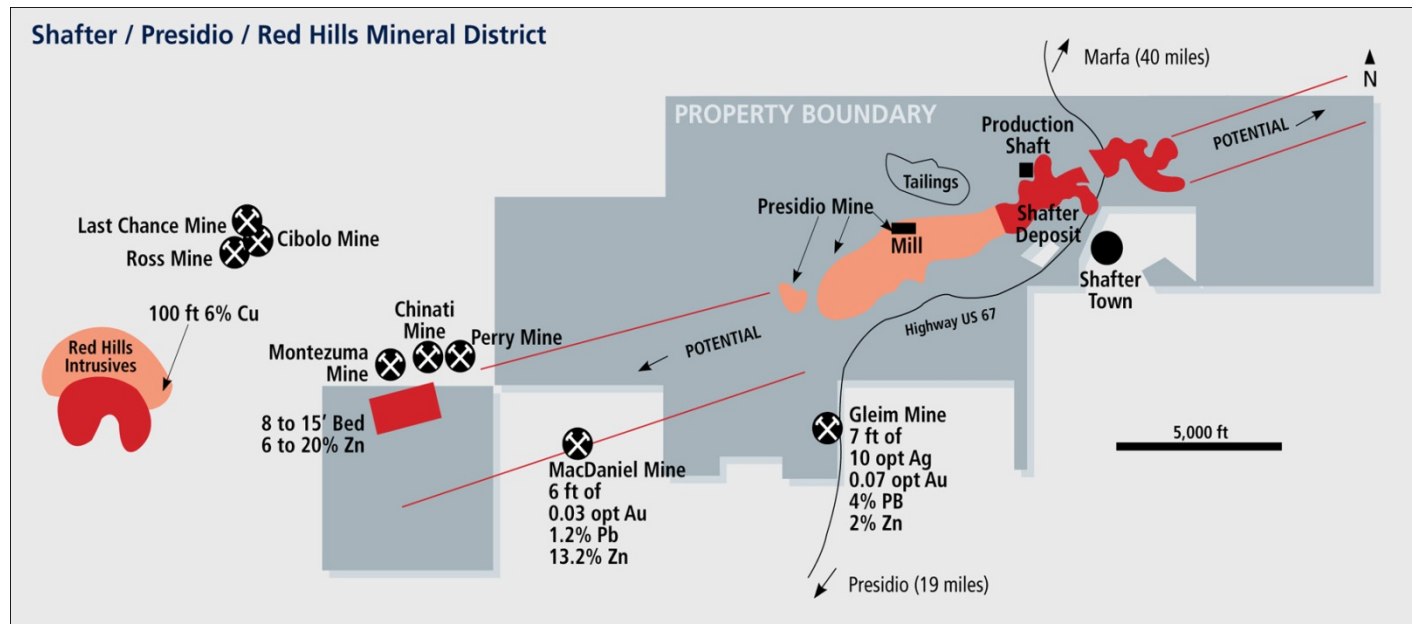 Shafter / Presidio / Red Hills Mineral District
Marfa (40 miles)
N
PROPERTY BOUNDARY
Production
Shaft
POTENTIAL
Tailings
Presidio Mine
Mill
Shafter
Deposit
Shafter
Town
Last Chance Mine
Cibolo Mine
Ross Mine
100 ft 6% Cu
Red Hills
Intrusives
Chinati
Mine
Perry Mine
Montezuma
Mine
POTENTIAL
Highway US 67
8 to 15' Bed
6 to 20% Zn
MacDaniel Mine
6 ft of
0.03 opt Au
1.2% Pb
13.2% Zn
Gleim Mine
7 ft of
10 opt Ag
0.07 opt Au
4% PB
2% Zn
5,000 ft
Presidio (19 miles)